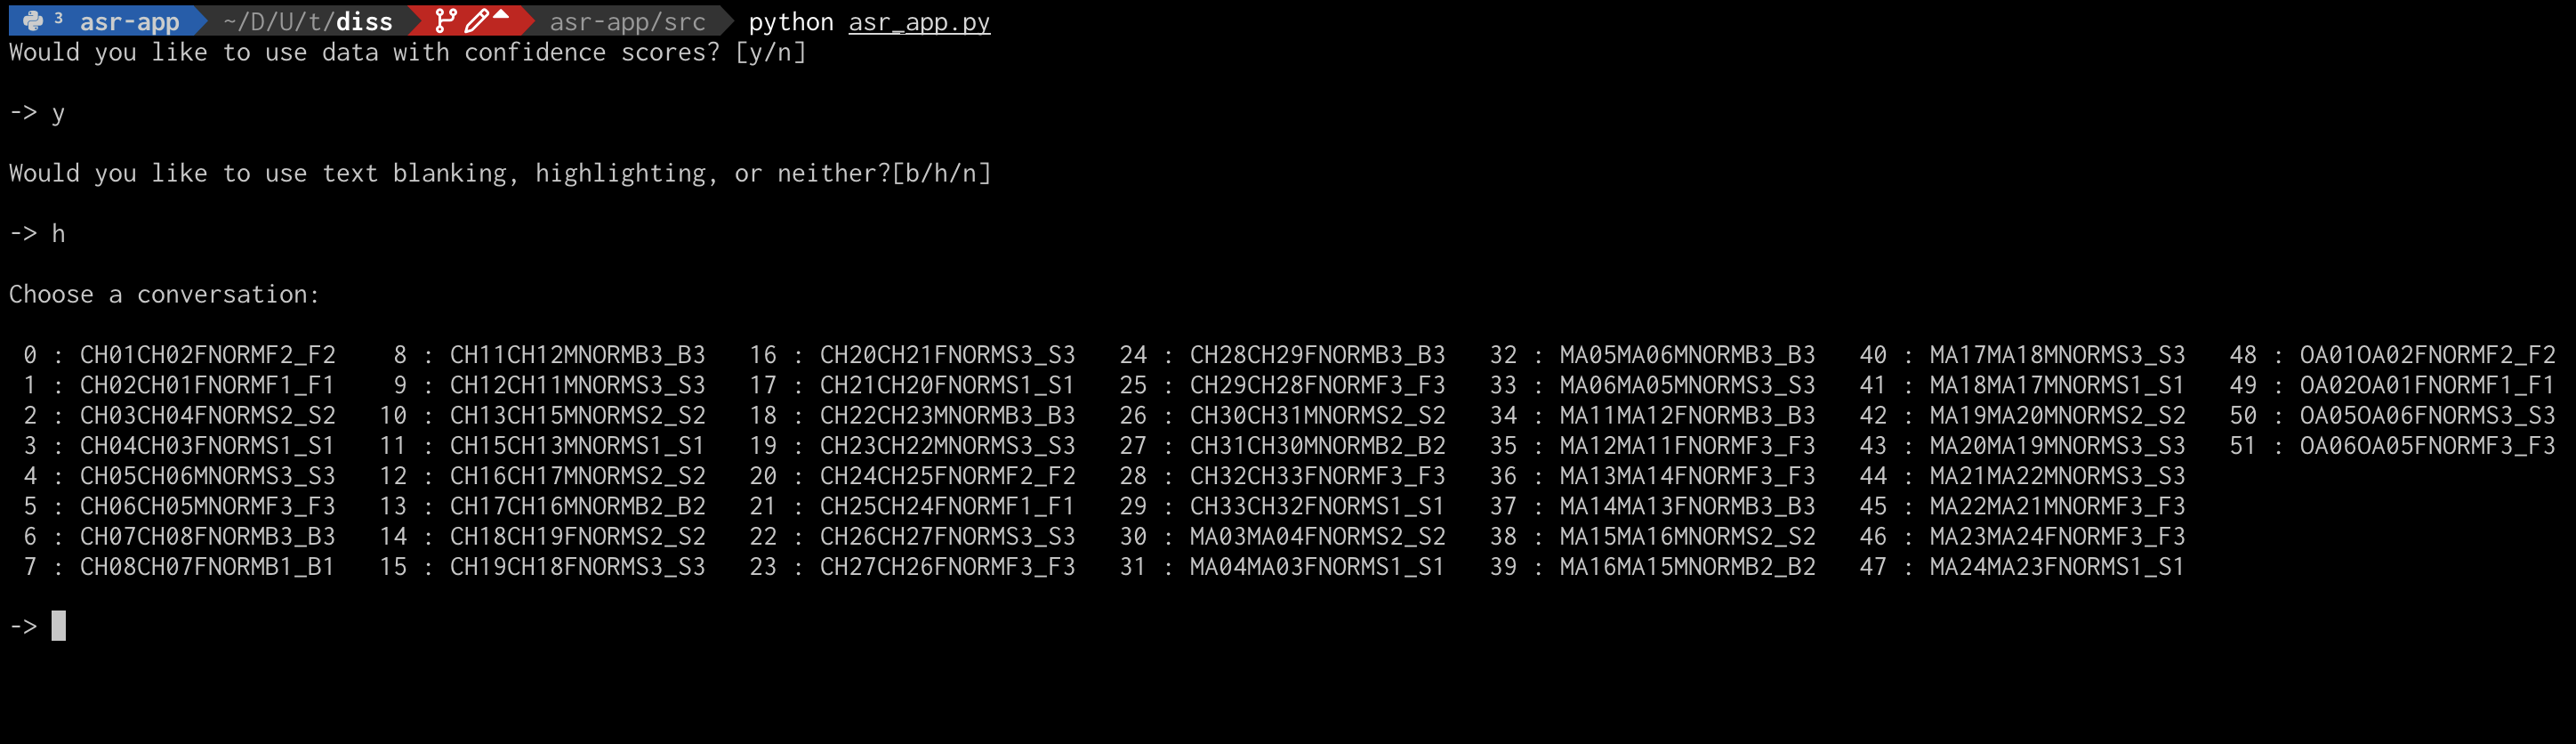 3 asr-app ~/D/U/t/diss asr-app/src python asr_app.py
Would you like to use data with confidence scores? [y/n]
-> y
Would you like to use text blanking, highlighting, or neither?[b/h/n]
-> h
Choose a conversation:
0 : CH01CH02FNORMF2_F2 8 : CH11CH12MNORMB3_B3 16 : CH20CH21FNORMS3_S3 24 : CH28CH29FNORMB3_B3 32 : MA05MA06MNORMB3_B3 40 : MA17MA18MNORMS3_S3 48 : OA01OA02FNORMF2_F2
1 : CH02CH01FNORMF1_F1 9 : CH12CH11MNORMS3_S3 17 : CH21CH20FNORMS1_S1 25 : CH29CH28FNORMF3_F3 33 : MA06MA05MNORMS3_S3 41 : MA18MA17MNORMS1_S1 49 : OA02OA01FNORMF1_F1
2 : CH03CH04FNORMS2_S2 10 : CH13CH15MNORMS2_S2 18 : CH22CH23MNORMB3_B3 26 : CH30CH31MNORMS2_S2 34 : MA11MA12FNORMB3_B3 42 : MA19MA20MNORMS2_S2 50 : OA05OA06FNORMS3_S3
3 : CH04CH03FNORMS1_S1 11 : CH15CH13MNORMS1_S1 19 : CH23CH22MNORMS3_S3 27 : CH31CH30MNORMB2_B2 35 : MA12MA11FNORMF3_F3 43 : MA20MA19MNORMS3_S3 51 : OA06OA05FNORMF3_F3
4 : CH05CH06MNORMS3_S3 12 : CH16CH17MNORMS2_S2 20 : CH24CH25FNORMF2_F2 28 : CH32CH33FNORMF3_F3 36 : MA13MA14FNORMF3_F3 44 : MA21MA22MNORMS3_S3
5 : CH06CH05MNORMF3_F3 13 : CH17CH16MNORMB2_B2 21 : CH25CH24FNORMF1_F1 29 : CH33CH32FNORMS1_S1 37 : MA14MA13FNORMB3_B3 45 : MA22MA21MNORMF3_F3
6 : CH07CH08FNORMB3_B3 14 : CH18CH19FNORMS2_S2 22 : CH26CH27FNORMS3_S3 30 : MA03MA04FNORMS2_S2 38 : MA15MA16MNORMS2_S2 46 : MA23MA24FNORMF3_F3
7 : CH08CH07FNORMB1_B1 15 : CH19CH18FNORMS3_S3 23 : CH27CH26FNORMF3_F3 31 : MA04MA03FNORMS1_S1 39 : MA16MA15MNORMB2_B2 47 : MA24MA23FNORMS1_S1
->